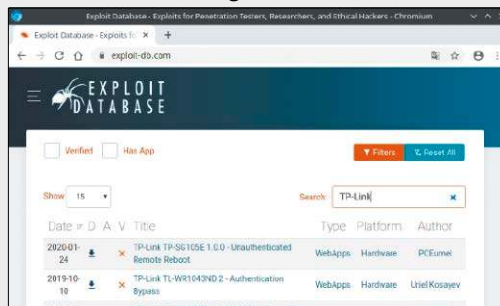 Exploit Database - Exploits for Penetration Testers, Researchers, and Ethical Hackers - Chromium
Exploit Database - Exploits fo
exploit-db.com
EXPLOIT
DATABASE
Verified Has App Filters Reset All
Show 15 Search: TP-Link
Date D A V Title Type Platform Author
2020-01-24 TP-Link TP-SG105E 1.0.0 - Unauthenticated Remote Reboot WebApps Hardware PCEumel
2019-10-10 TP-Link TL-WR1043ND 2 - Authentication Bypass WebApps Hardware Uriel Kosayev